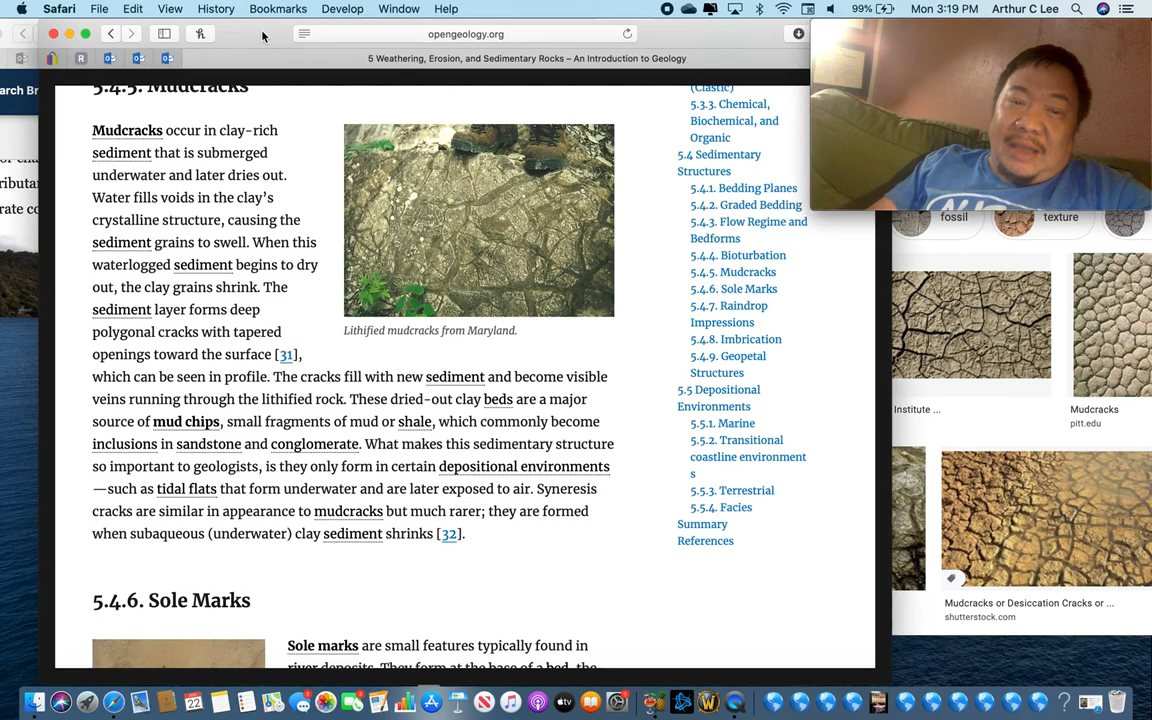 Safari File Edit View History Bookmarks Develop Window Help
99% Mon 3:19 PM Arthur C Lee
opengeology.org
5 Weathering, Erosion, and Sedimentary Rocks – An Introduction to Geology
arch Br
5.4.5. Mudcracks
Mudcracks occur in clay-rich
sediment that is submerged
underwater and later dries out.
Water fills voids in the clay’s
crystalline structure, causing the
sediment grains to swell. When this
waterlogged sediment begins to dry
out, the clay grains shrink. The
sediment layer forms deep
polygonal cracks with tapered
openings toward the surface [31],
which can be seen in profile. The cracks fill with new sediment and become visible
veins running through the lithified rock. These dried-out clay beds are a major
source of mud chips, small fragments of mud or shale, which commonly become
inclusions in sandstone and conglomerate. What makes this sedimentary structure
so important to geologists, is they only form in certain depositional environments
—such as tidal flats that form underwater and are later exposed to air. Syneresis
cracks are similar in appearance to mudcracks but much rarer; they are formed
when subaqueous (underwater) clay sediment shrinks [32].
Lithified mudcracks from Maryland.
5.4.6. Sole Marks
Sole marks are small features typically found in
river deposits. They form at the base of a bed, the
(Clastic)
5.3.3. Chemical,
Biochemical, and
Organic
5.4 Sedimentary
Structures
5.4.1. Bedding Planes
5.4.2. Graded Bedding
5.4.3. Flow Regime and
Bedforms
5.4.4. Bioturbation
5.4.5. Mudcracks
5.4.6. Sole Marks
5.4.7. Raindrop
Impressions
5.4.8. Imbrication
5.4.9. Geopetal
Structures
5.5 Depositional
Environments
5.5.1. Marine
5.5.2. Transitional
coastline environment
s
5.5.3. Terrestrial
5.5.4. Facies
Summary
References
fossil
texture
Institute ...
Mudcracks
pitt.edu
Mudcracks or Desiccation Cracks or ...
shutterstock.com
ributa
rate co